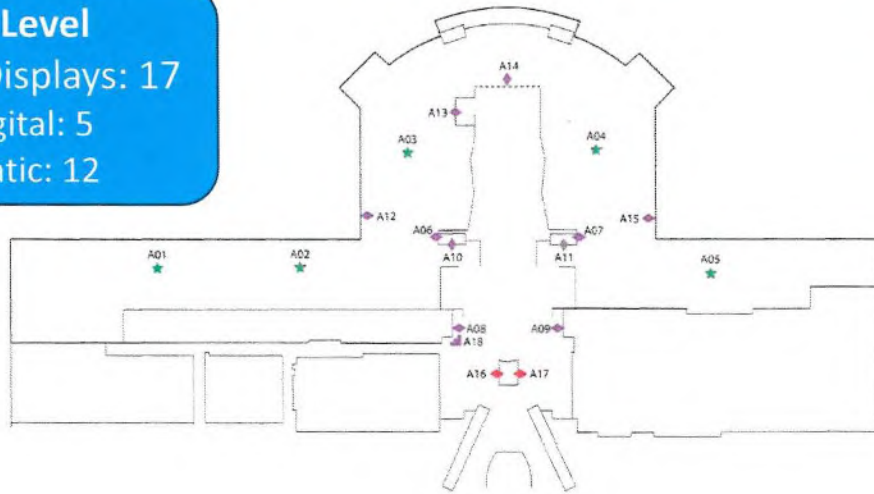 Level
Displays: 17
gital: 5
atic: 12
A14
A13
A03
A04
A12
A15
A06
A07
A10
A11
A01
A02
A05
A08
A09
A18
A16
A17